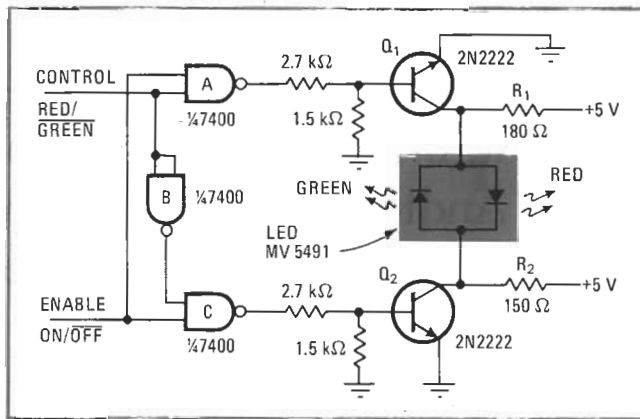 CONTROL
RED/
GREEN
A
¼7400
2.7 kΩ
1.5 kΩ
Q1
2N2222
R1
180 Ω
+5 V
B
¼7400
GREEN
RED
LED
MV 5491
ENABLE
ON/OFF
C
¼7400
2.7 kΩ
1.5 kΩ
Q2
2N2222
R2
150 Ω
+5 V